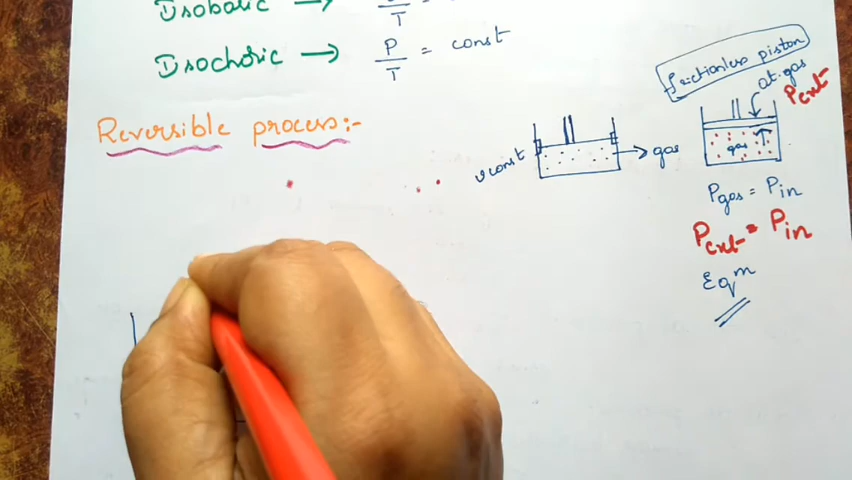 Isobaric →  / T =
Isochoric → P / T = const
Reversible process:-
v const
gas
frictionless piston
at. gas
Pext
gas
Pgas = Pin
Pext = Pin
Eqm